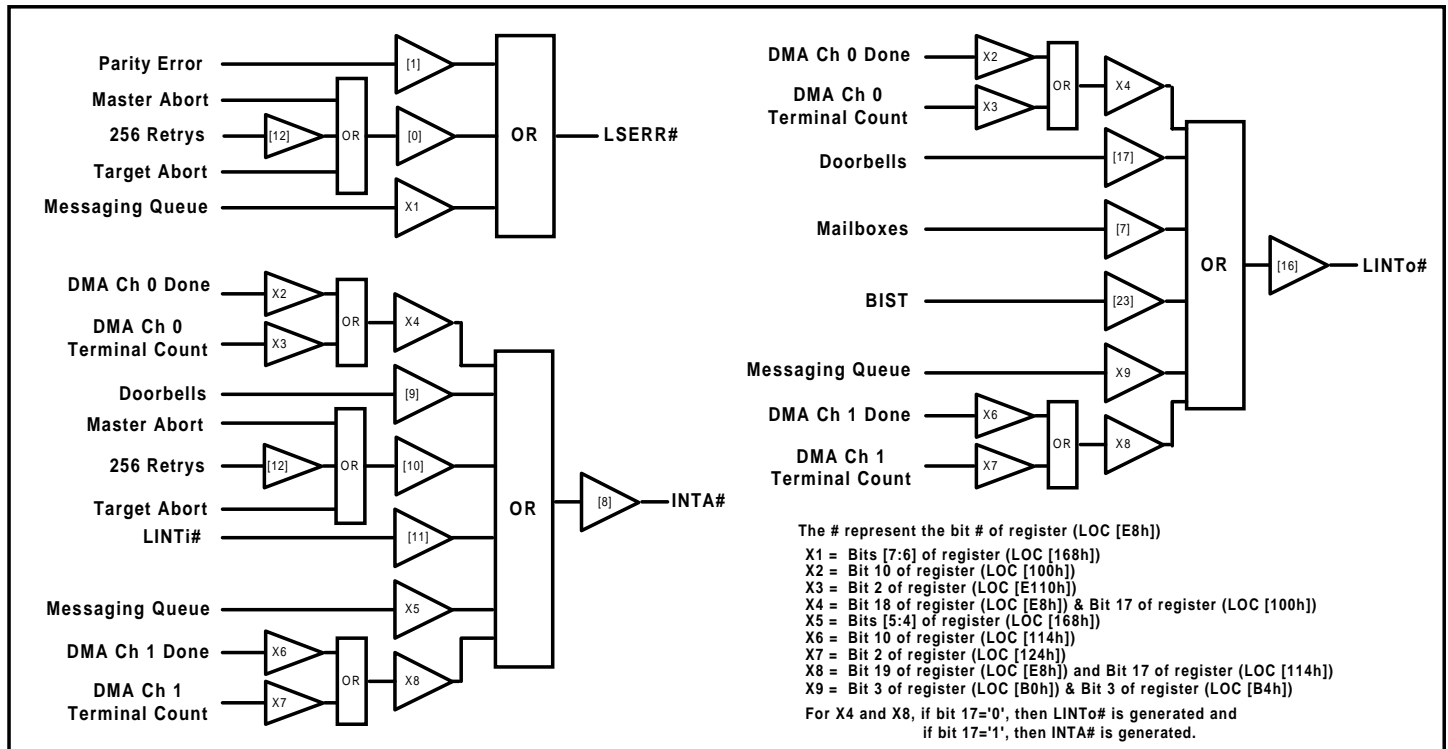 Parity Error
[1]
Master Abort
256 Retrys
[12]
OR
[0]
OR
LSERR#
Target Abort
Messaging Queue
X1
DMA Ch 0 Done
X2
DMA Ch 0
Terminal Count
X3
OR
X4
Doorbells
[9]
Master Abort
256 Retrys
[12]
OR
[10]
Target Abort
LINTi#
[11]
OR
[8]
INTA#
Messaging Queue
X5
DMA Ch 1 Done
X6
DMA Ch 1
Terminal Count
X7
OR
X8
DMA Ch 0 Done
X2
DMA Ch 0
Terminal Count
X3
OR
X4
Doorbells
[17]
Mailboxes
[7]
BIST
[23]
OR
[16]
LINTo#
Messaging Queue
X9
DMA Ch 1 Done
X6
DMA Ch 1
Terminal Count
X7
OR
X8
The # represent the bit # of register (LOC [E8h])
X1 = Bits [7:6] of register (LOC [168h])
X2 = Bit 10 of register (LOC [100h])
X3 = Bit 2 of register (LOC [E110h])
X4 = Bit 18 of register (LOC [E8h]) & Bit 17 of register (LOC [100h])
X5 = Bits [5:4] of register (LOC [168h])
X6 = Bit 10 of register (LOC [114h])
X7 = Bit 2 of register (LOC [124h])
X8 = Bit 19 of register (LOC [E8h]) and Bit 17 of register (LOC [114h])
X9 = Bit 3 of register (LOC [B0h]) & Bit 3 of register (LOC [B4h])
For X4 and X8, if bit 17='0', then LINTo# is generated and
if bit 17='1', then INTA# is generated.